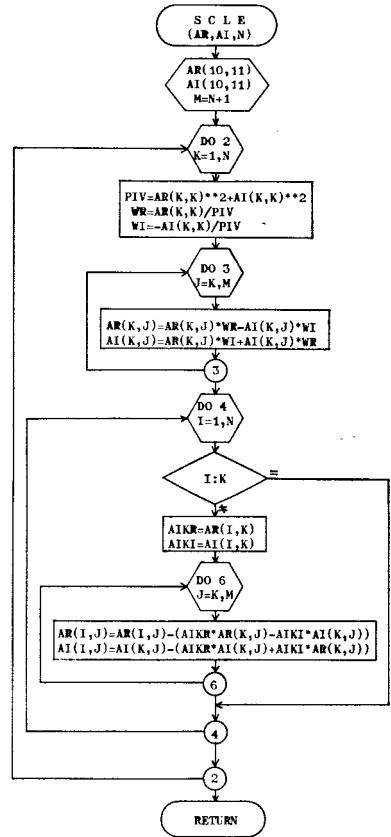 S C L E
(AR,AI,N)
AR(10,11)
AI(10,11)
M=N+1
DO 2
K=1,N
PIV=AR(K,K)**2+AI(K,K)**2
WR=AR(K,K)/PIV
WI=-AI(K,K)/PIV
DO 3
J=K,M
AR(K,J)=AR(K,J)*WR-AI(K,J)*WI
AI(K,J)=AR(K,J)*WI+AI(K,J)*WR
3
DO 4
I=1,N
I:K
=
≠
AIKR=AR(I,K)
AIKI=AI(I,K)
DO 6
J=K,M
AR(I,J)=AR(I,J)-(AIKR*AR(K,J)-AIKI*AI(K,J))
AI(I,J)=AI(K,J)-(AIKR*AI(K,J)+AIKI*AR(K,J))
6
4
2
RETURN